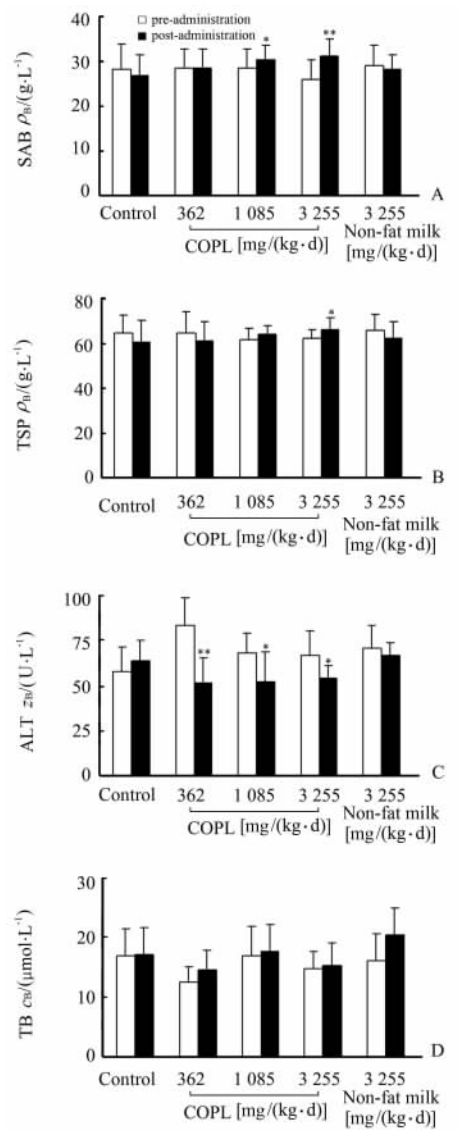 40
pre-administration
post-administration
30
*
**
20
SAB ρB/(g·L-1)
10
0
A
Control
362
1 085
3 255
3 255
COPL [mg/(kg·d)]
Non-fat milk
[mg/(kg·d)]
80
*
60
40
TSP ρB/(g·L-1)
20
0
B
Control
362
1 085
3 255
3 255
COPL [mg/(kg·d)]
Non-fat milk
[mg/(kg·d)]
100
75
**
*
*
50
ALT zB/(U·L-1)
25
0
C
Control
362
1 085
3 255
3 255
COPL [mg/(kg·d)]
Non-fat milk
[mg/(kg·d)]
30
20
TB cB/(μmol·L-1)
10
0
D
Control
362
1 085
3 255
3 255
COPL [mg/(kg·d)]
Non-fat milk
[mg/(kg·d)]